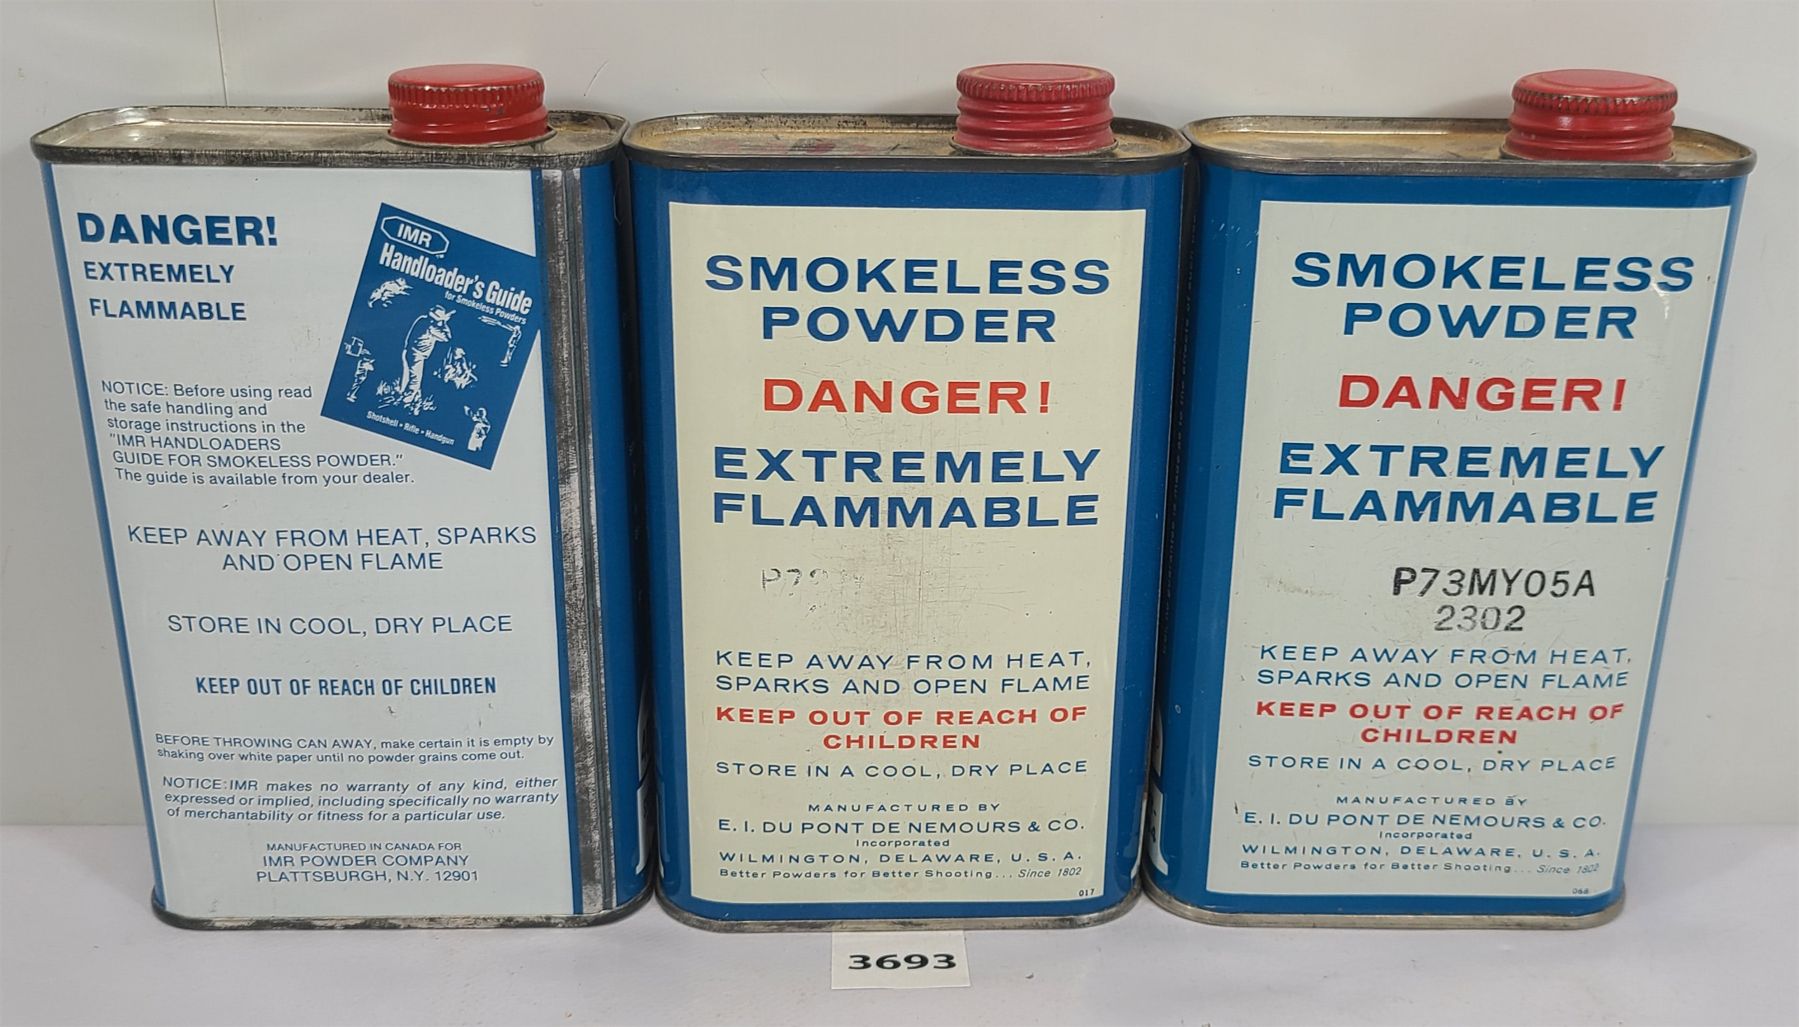 DANGER!
EXTREMELY
FLAMMABLE
IMR
Handloader's Guide
for Smokeless Powders
Shotshell • Rifle • Handgun
NOTICE: Before using read
the safe handling and
storage instructions in the
"IMR HANDLOADERS
GUIDE FOR SMOKELESS POWDER."
The guide is available from your dealer.
KEEP AWAY FROM HEAT, SPARKS
AND OPEN FLAME
STORE IN COOL, DRY PLACE
KEEP OUT OF REACH OF CHILDREN
BEFORE THROWING CAN AWAY, make certain it is empty by
shaking over white paper until no powder grains come out.
NOTICE: IMR makes no warranty of any kind, either
expressed or implied, including specifically no warranty
of merchantability or fitness for a particular use.
MANUFACTURED IN CANADA FOR
IMR POWDER COMPANY
PLATTSBURGH, N.Y. 12901
SMOKELESS
POWDER
DANGER!
EXTREMELY
FLAMMABLE
KEEP AWAY FROM HEAT,
SPARKS AND OPEN FLAME
KEEP OUT OF REACH OF
CHILDREN
STORE IN A COOL, DRY PLACE
MANUFACTURED BY
E. I. DU PONT DE NEMOURS & CO.
Incorporated
WILMINGTON, DELAWARE, U. S. A.
Better Powders for Better Shooting... Since 1802
017
SMOKELESS
POWDER
DANGER!
EXTREMELY
FLAMMABLE
P73MY05A
2302
KEEP AWAY FROM HEAT,
SPARKS AND OPEN FLAME
KEEP OUT OF REACH OF
CHILDREN
STORE IN A COOL, DRY PLACE
MANUFACTURED BY
E. I. DU PONT DE NEMOURS & CO.
Incorporated
WILMINGTON, DELAWARE, U. S. A.
Better Powders for Better Shooting... Since 1802
068
3693